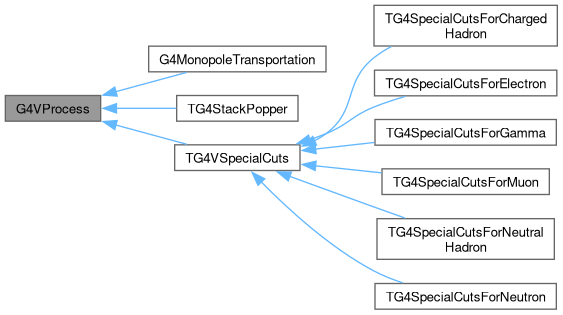 TG4SpecialCutsForCharged
Hadron
G4MonopoleTransportation
TG4SpecialCutsForElectron
G4VProcess
TG4StackPopper
TG4SpecialCutsForGamma
TG4VSpecialCuts
TG4SpecialCutsForMuon
TG4SpecialCutsForNeutral
Hadron
TG4SpecialCutsForNeutron